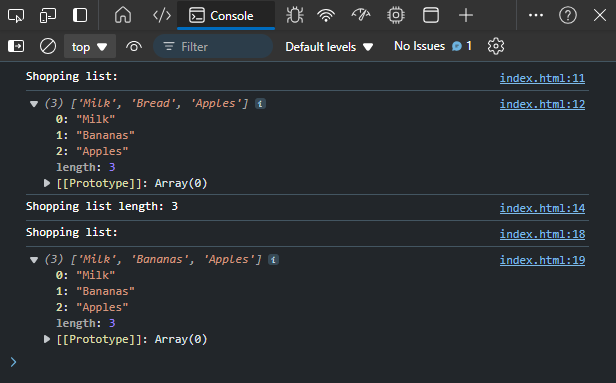 Console
top
Filter
Default levels
No Issues
1
Shopping list:
index.html:11
(3) ['Milk', 'Bread', 'Apples']
index.html:12
0: "Milk"
1: "Bananas"
2: "Apples"
length: 3
[[Prototype]]: Array(0)
Shopping list length: 3
index.html:14
Shopping list:
index.html:18
(3) ['Milk', 'Bananas', 'Apples']
index.html:19
0: "Milk"
1: "Bananas"
2: "Apples"
length: 3
[[Prototype]]: Array(0)